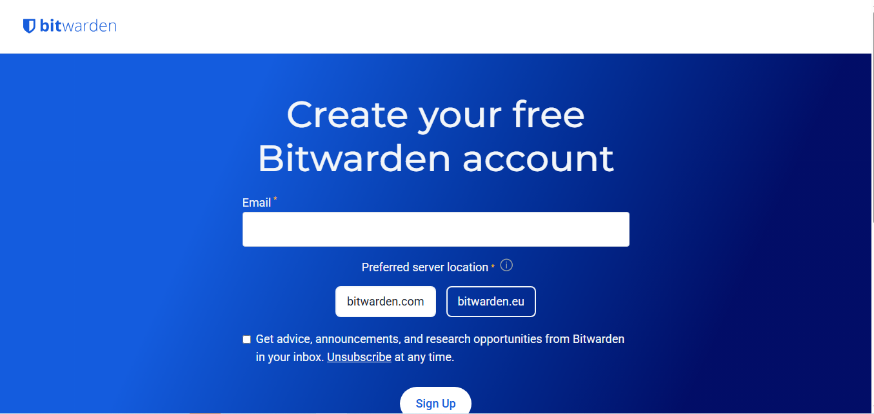 bitwarden
Create your free
Bitwarden account
Email *
Preferred server location *
bitwarden.com bitwarden.eu
Get advice, announcements, and research opportunities from Bitwarden
in your inbox. Unsubscribe at any time.
Sign Up